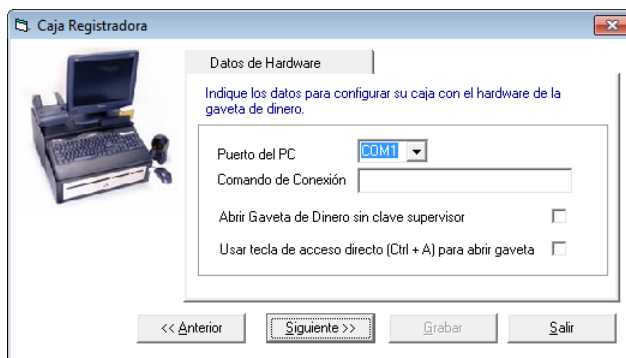 Caja Registradora
Datos de Hardware
Indique los datos para configurar su caja con el hardware de la
gaveta de dinero.
Puerto del PC
COM1
Comando de Conexión
Abrir Gaveta de Dinero sin clave supervisor
Usar tecla de acceso directo (Ctrl + A) para abrir gaveta
<< Anterior
Siguiente >>
Grabar
Salir